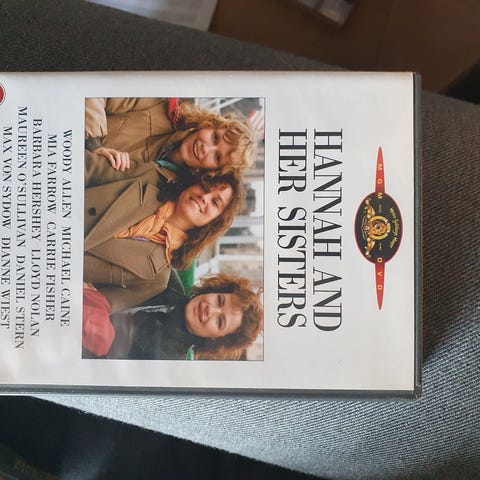 MGM DVD
HANNAH AND
HER SISTERS
WOODY ALLEN MICHAEL CAINE
MIA FARROW CARRIE FISHER
BARBARA HERSHEY LLOYD NOLAN
MAUREEN O'SULLIVAN DANIEL STERN
MAX VON SYDOW DIANNE WIEST